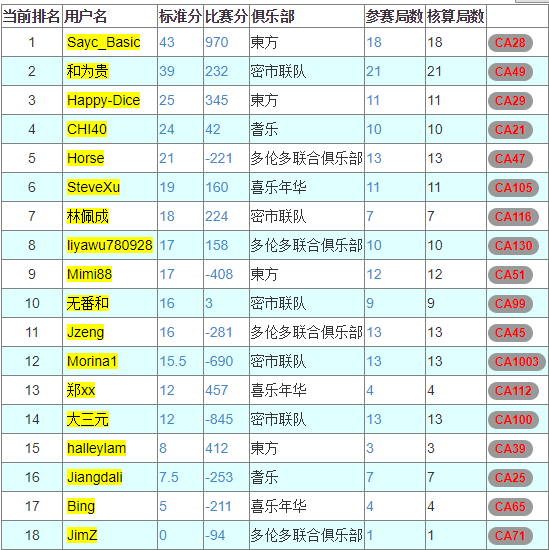 当前排名 用户名 标准分 比赛分 俱乐部 参赛局数 核算局数
1 Sayc_Basic 43 970 東方 18 18 CA28
2 和为贵 39 232 密市联队 21 21 CA49
3 Happy-Dice 25 345 東方 11 11 CA29
4 CHI40 24 42 耆乐 10 10 CA21
5 Horse 21 -221 多伦多联合俱乐部 13 13 CA47
6 SteveXu 19 160 喜乐年华 11 11 CA105
7 林佩成 18 224 密市联队 7 7 CA116
8 liyawu780928 17 158 多伦多联合俱乐部 10 10 CA130
9 Mimi88 17 -408 東方 12 12 CA51
10 无番和 16 3 密市联队 9 9 CA99
11 Jzeng 16 -281 多伦多联合俱乐部 13 13 CA45
12 Morina1 15.5 -690 密市联队 13 13 CA1003
13 郑xx 12 457 喜乐年华 4 4 CA112
14 大三元 12 -845 密市联队 13 13 CA100
15 halleylam 8 412 東方 3 3 CA39
16 Jiangdali 7.5 -253 耆乐 7 7 CA25
17 Bing 5 -211 喜乐年华 4 4 CA65
18 JimZ 0 -94 多伦多联合俱乐部 1 1 CA71